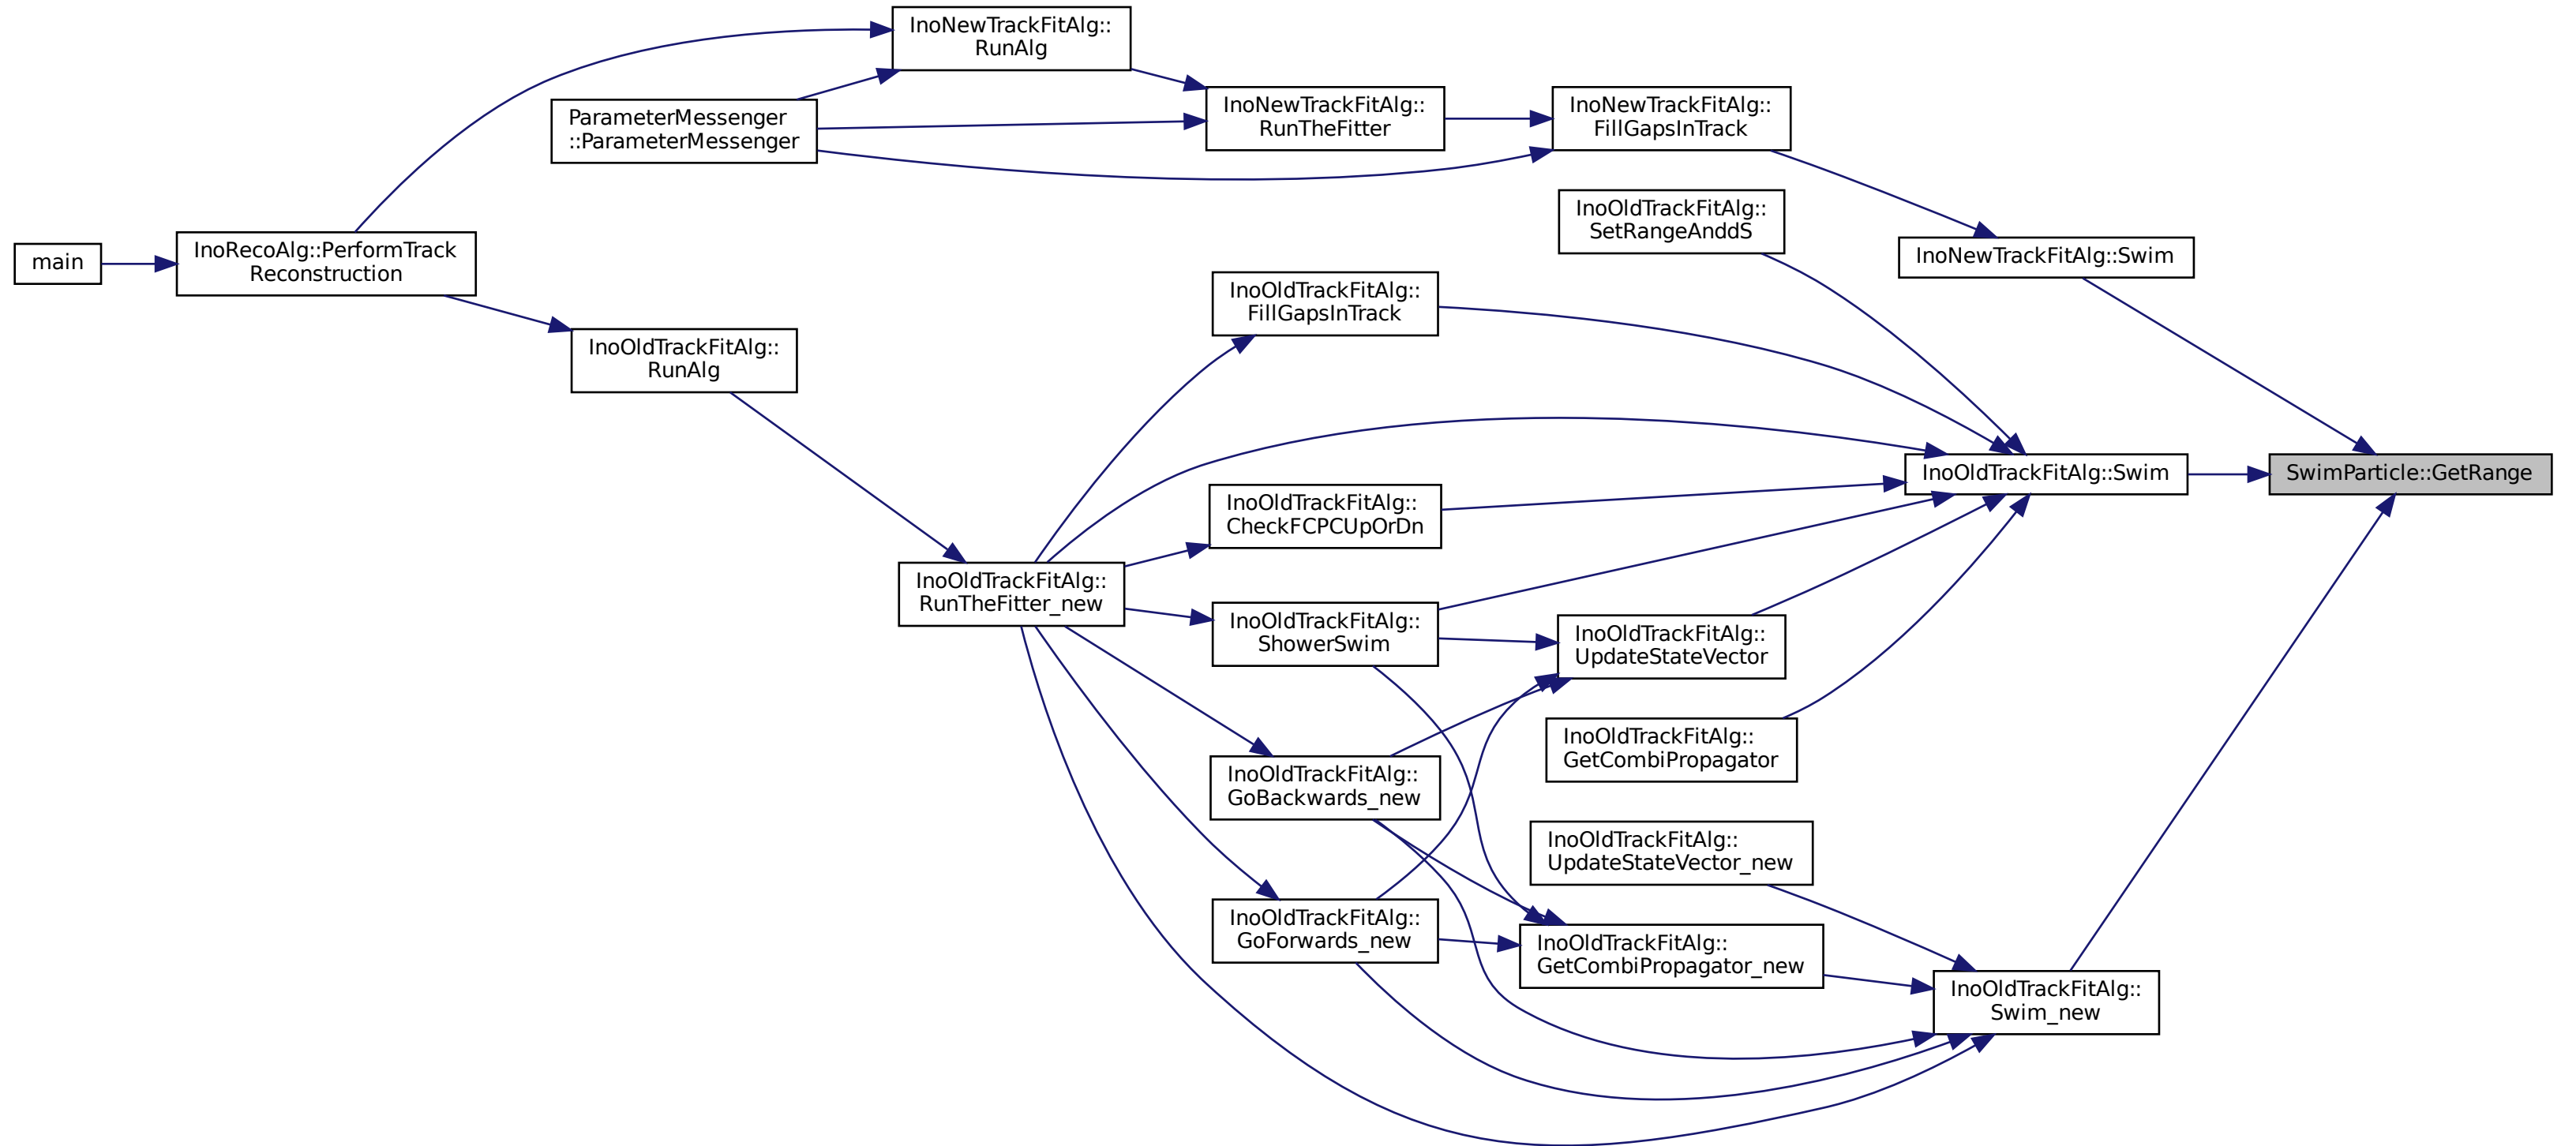 InoNewTrackFitAlg::
RunAlg
ParameterMessenger
::ParameterMessenger
InoNewTrackFitAlg::
RunTheFitter
InoNewTrackFitAlg::
FillGapsInTrack
InoOldTrackFitAlg::
SetRangeAnddS
InoNewTrackFitAlg::Swim
main
InoRecoAlg::PerformTrack
Reconstruction
InoOldTrackFitAlg::
FillGapsInTrack
InoOldTrackFitAlg::
RunAlg
InoOldTrackFitAlg::Swim
SwimParticle::GetRange
InoOldTrackFitAlg::
CheckFCPCUpOrDn
InoOldTrackFitAlg::
RunTheFitter_new
InoOldTrackFitAlg::
ShowerSwim
InoOldTrackFitAlg::
UpdateStateVector
InoOldTrackFitAlg::
GetCombiPropagator
InoOldTrackFitAlg::
GoBackwards_new
InoOldTrackFitAlg::
UpdateStateVector_new
InoOldTrackFitAlg::
GoForwards_new
InoOldTrackFitAlg::
GetCombiPropagator_new
InoOldTrackFitAlg::
Swim_new